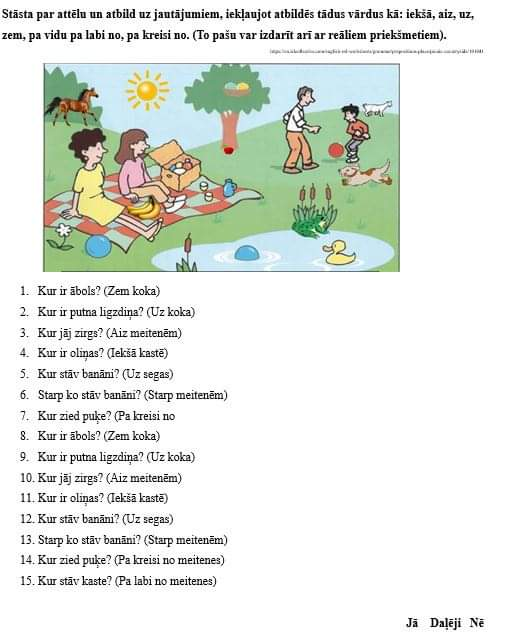 Stāsta par attēlu un atbild uz jautājumiem, iekļaujot atbildēs tādus vārdus kā: iekšā, aiz, uz,
zem, pa vidu pa labi no, pa kreisi no. (To pašu var izdarīt arī ar reāliem priekšmetiem).
1. Kur ir ābols? (Zem koka)
2. Kur ir putna ligzdiņa? (Uz koka)
3. Kur jāj zirgs? (Aiz meitenēm)
4. Kur ir oliņas? (Iekšā kastē)
5. Kur stāv banāni? (Uz segas)
6. Starp ko stāv banāni? (Starp meitenēm)
7. Kur zied puķe? (Pa kreisi no
8. Kur ir ābols? (Zem koka)
9. Kur ir putna ligzdiņa? (Uz koka)
10. Kur jāj zirgs? (Aiz meitenēm)
11. Kur ir oliņas? (Iekšā kastē)
12. Kur stāv banāni? (Uz segas)
13. Starp ko stāv banāni? (Starp meitenēm)
14. Kur zied puķe? (Pa kreisi no meitenes)
15. Kur stāv kaste? (Pa labi no meitenes)
Jā Daļēji Nē